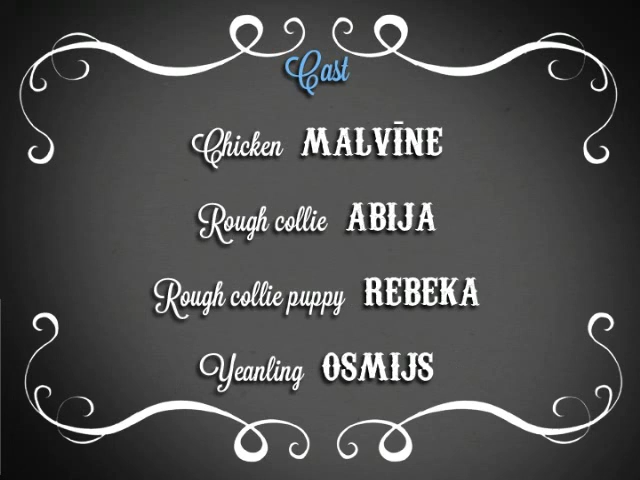 Cast
Chicken MALVĪNE
Rough collie ABIJA
Rough collie puppy REBEKA
Yeanling OSMIJS